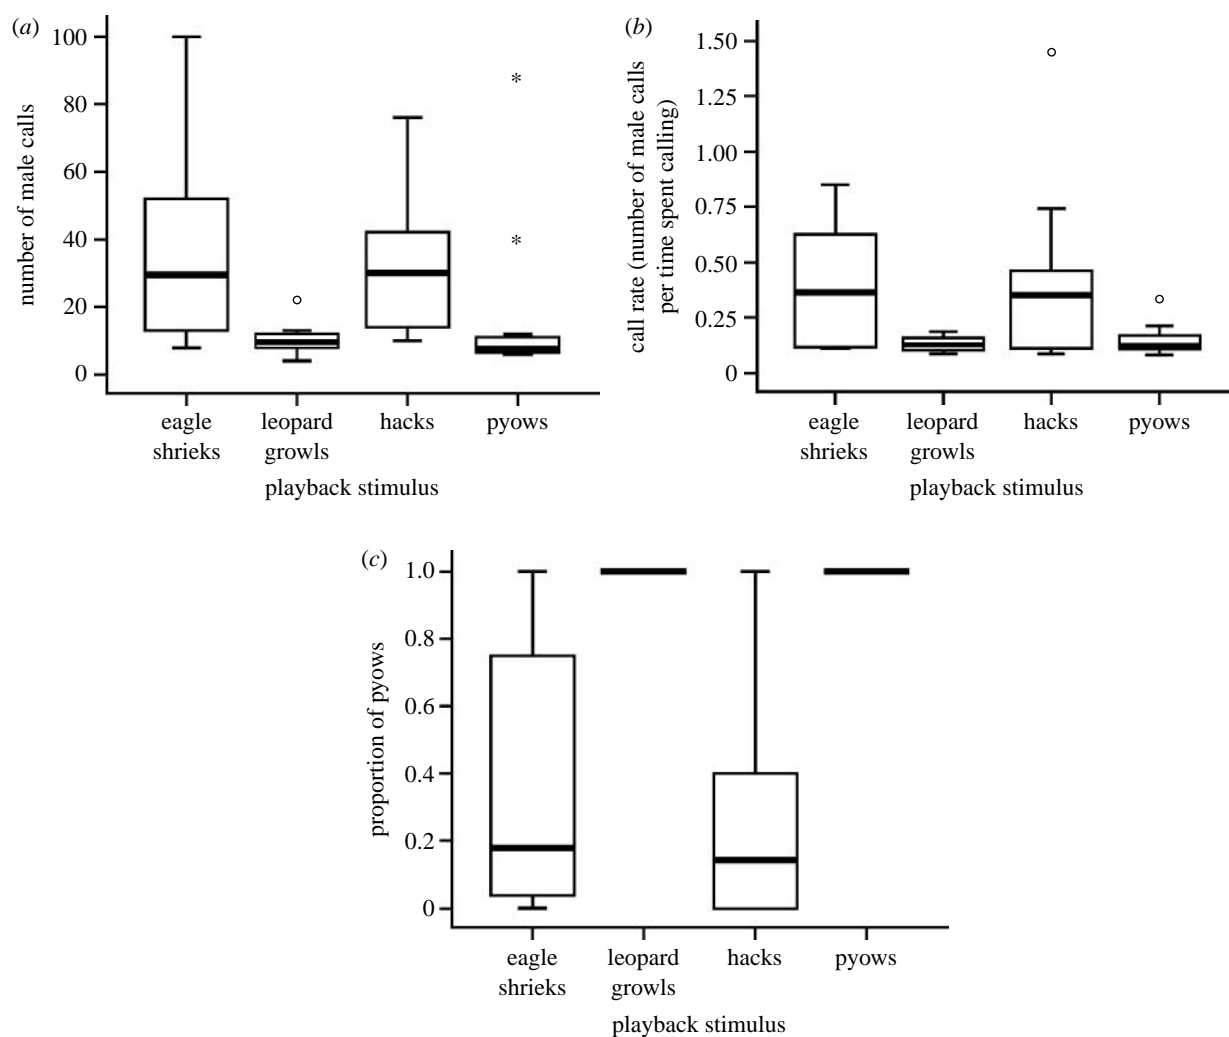 (a)
number of male calls
100
80
60
40
20
0
*
*
eagle
shrieks
leopard
growls
hacks
pyows
playback stimulus
(b)
call rate (number of male calls
per time spent calling)
1.50
1.25
1.00
0.75
0.50
0.25
0
eagle
shrieks
leopard
growls
hacks
pyows
playback stimulus
(c)
proportion of pyows
1.0
0.8
0.6
0.4
0.2
0
eagle
shrieks
leopard
growls
hacks
pyows
playback stimulus